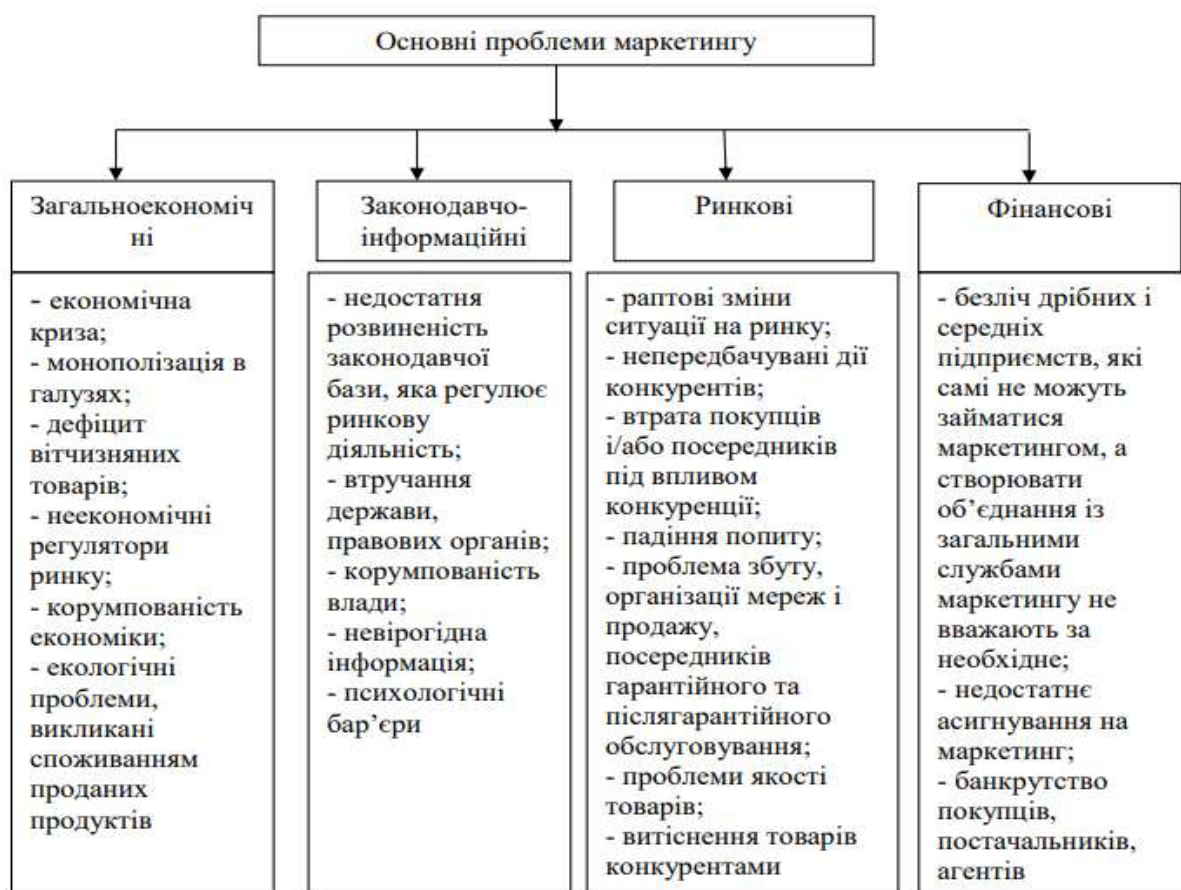 Основні проблеми маркетингу
Загальноекономіч
ні
Законодавчо-
інформаційні
Ринкові
Фінансові
- економічна
криза;
- монополізація в
галузях;
- дефіцит
вітчизняних
товарів;
- неекономічні
регулятори
ринку;
- корумпованість
економіки;
- екологічні
проблеми,
викликані
споживанням
проданих
продуктів
- недостатня
розвиненість
законодавчої
бази, яка регулює
ринкову
діяльність;
- втручання
держави,
правових органів;
- корумпованість
влади;
- невірогідна
інформація;
- психологічні
бар’єри
- раптові зміни
ситуації на ринку;
- непередбачувані дії
конкурентів;
- втрата покупців
і/або посередників
під впливом
конкуренції;
- падіння попиту;
- проблема збуту,
організації мереж і
продажу,
посередників
гарантійного та
післягарантійного
обслуговування;
- проблеми якості
товарів;
- витіснення товарів
конкурентами
- безліч дрібних і
середніх
підприємств, які
самі не можуть
займатися
маркетингом, а
створювати
об’єднання із
загальними
службами
маркетингу не
вважають за
необхідне;
- недостатнє
асигнування на
маркетинг;
- банкрутство
покупців,
постачальників,
агентів